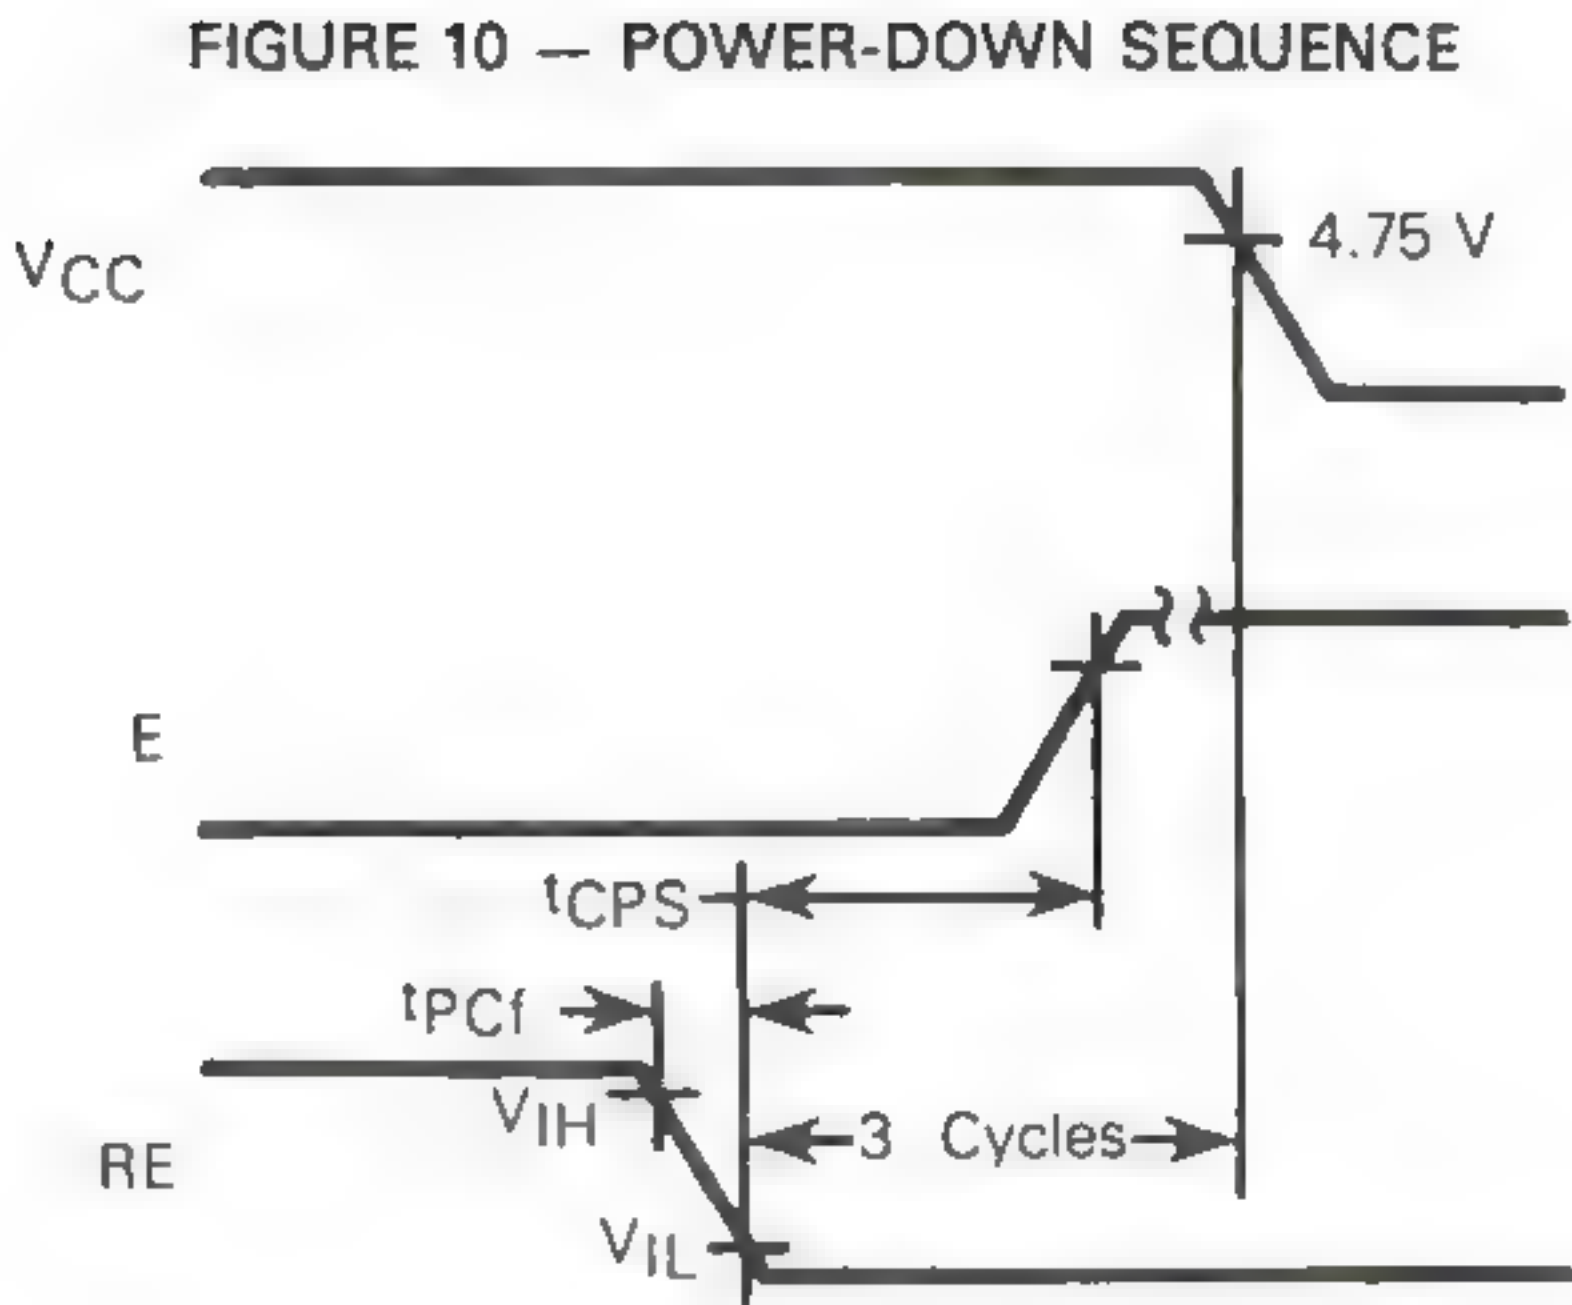 FIGURE 10 — POWER-DOWN SEQUENCE
4.75 V
VCC
E
tCPS
tPCf
VIH
3 Cycles
RE
VIL